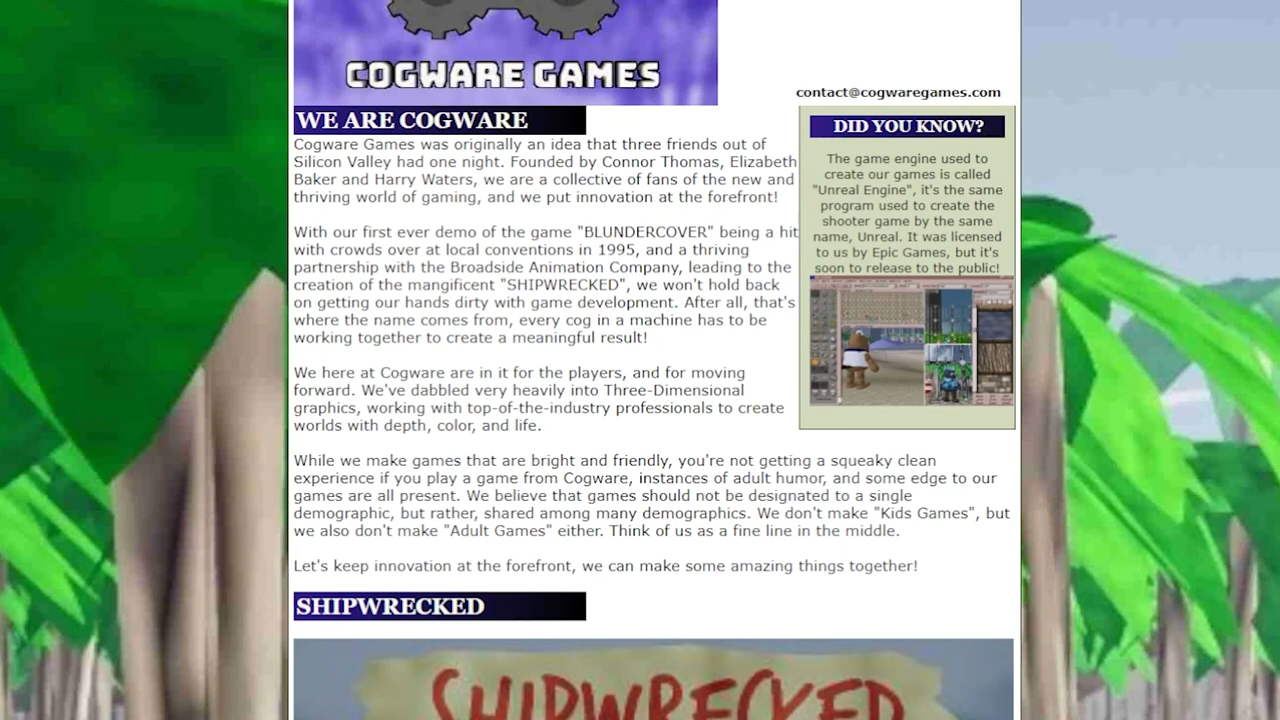 COGWARE GAMES
contact@cogwaregames.com
WE ARE COGWARE
Cogware Games was originally an idea that three friends out of
Silicon Valley had one night. Founded by Connor Thomas, Elizabeth
Baker and Harry Waters, we are a collective of fans of the new and
thriving world of gaming, and we put innovation at the forefront!
With our first ever demo of the game "BLUNDERCOVER" being a hit
with crowds over at local conventions in 1995, and a thriving
partnership with the Broadside Animation Company, leading to the
creation of the mangificent "SHIPWRECKED", we won't hold back
on getting our hands dirty with game development. After all, that's
where the name comes from, every cog in a machine has to be
working together to create a meaningful result!
We here at Cogware are in it for the players, and for moving
forward. We've dabbled very heavily into Three-Dimensional
graphics, working with top-of-the-industry professionals to create
worlds with depth, color, and life.
While we make games that are bright and friendly, you're not getting a squeaky clean
experience if you play a game from Cogware, instances of adult humor, and some edge to our
games are all present. We believe that games should not be designated to a single
demographic, but rather, shared among many demographics. We don't make "Kids Games", but
we also don't make "Adult Games" either. Think of us as a fine line in the middle.
Let's keep innovation at the forefront, we can make some amazing things together!
DID YOU KNOW?
The game engine used to
create our games is called
"Unreal Engine", it's the same
program used to create the
shooter game by the same
name, Unreal. It was licensed
to us by Epic Games, but it's
soon to release to the public!
SHIPWRECKED
SHIPWRECKED